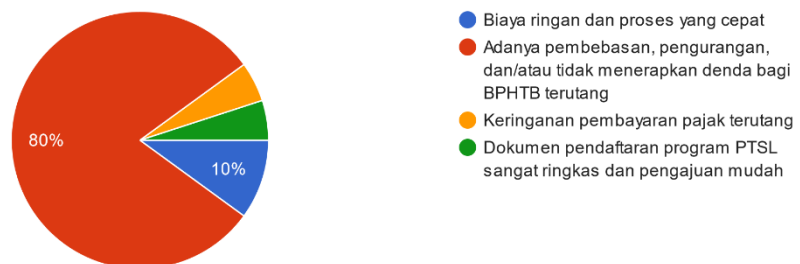 80%
10%
Biaya ringan dan proses yang cepat
Adanya pembebasan, pengurangan,
dan/atau tidak menerapkan denda bagi
BPHTB terutang
Keringanan pembayaran pajak terutang
Dokumen pendaftaran program PTSL
sangat ringkas dan pengajuan mudah